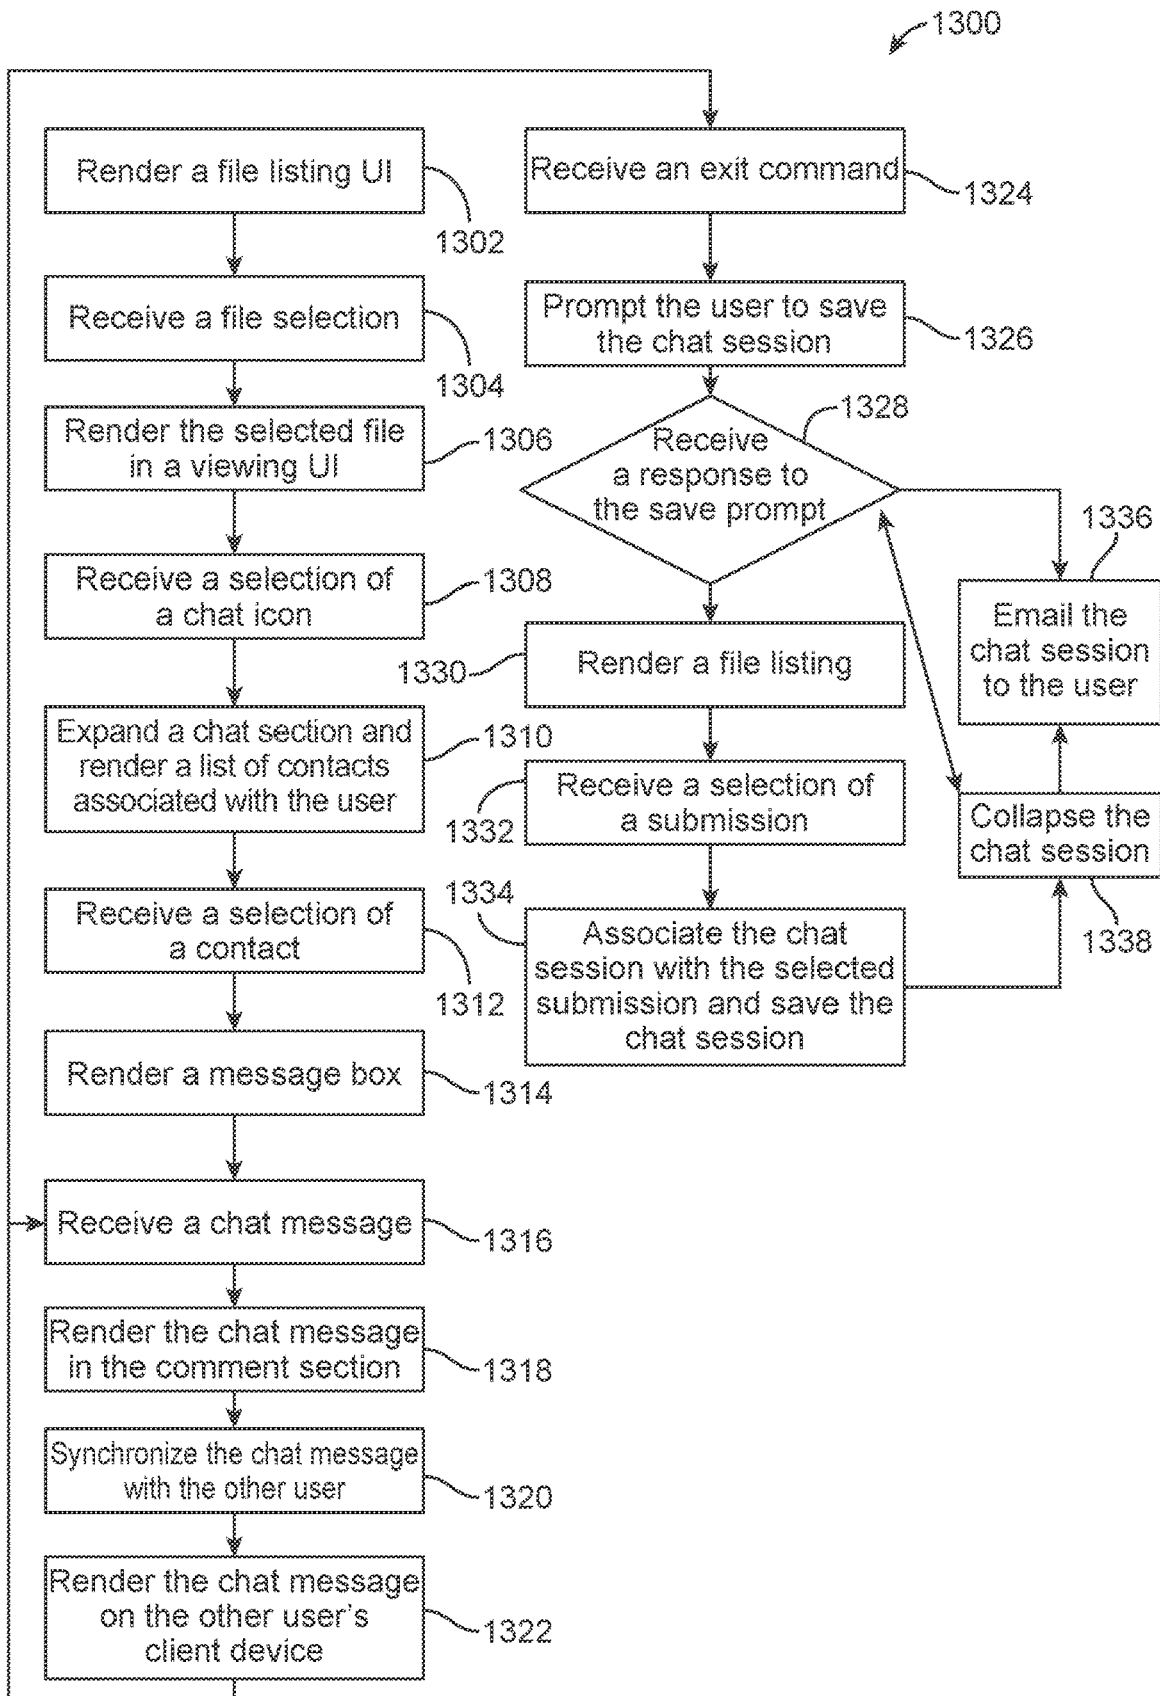 1300
Render a file listing UI
1302
Receive a file selection
1304
Render the selected file
in a viewing UI
1306
Receive a selection of
a chat icon
1308
Expand a chat section and
render a list of contacts
associated with the user
1310
Receive a selection of
a contact
1312
Render a message box
1314
Receive a chat message
1316
Render the chat message
in the comment section
1318
Synchronize the chat message
with the other user
1320
Render the chat message
on the other user's
client device
1322
Receive an exit command
1324
Prompt the user to save
the chat session
1326
Receive
a response to
the save prompt
1328
Render a file listing
1330
Receive a selection of
a submission
1332
Associate the chat
session with the selected
submission and save the
chat session
1334
1336
Email the
chat session
to the user
Collapse the
chat session
1338